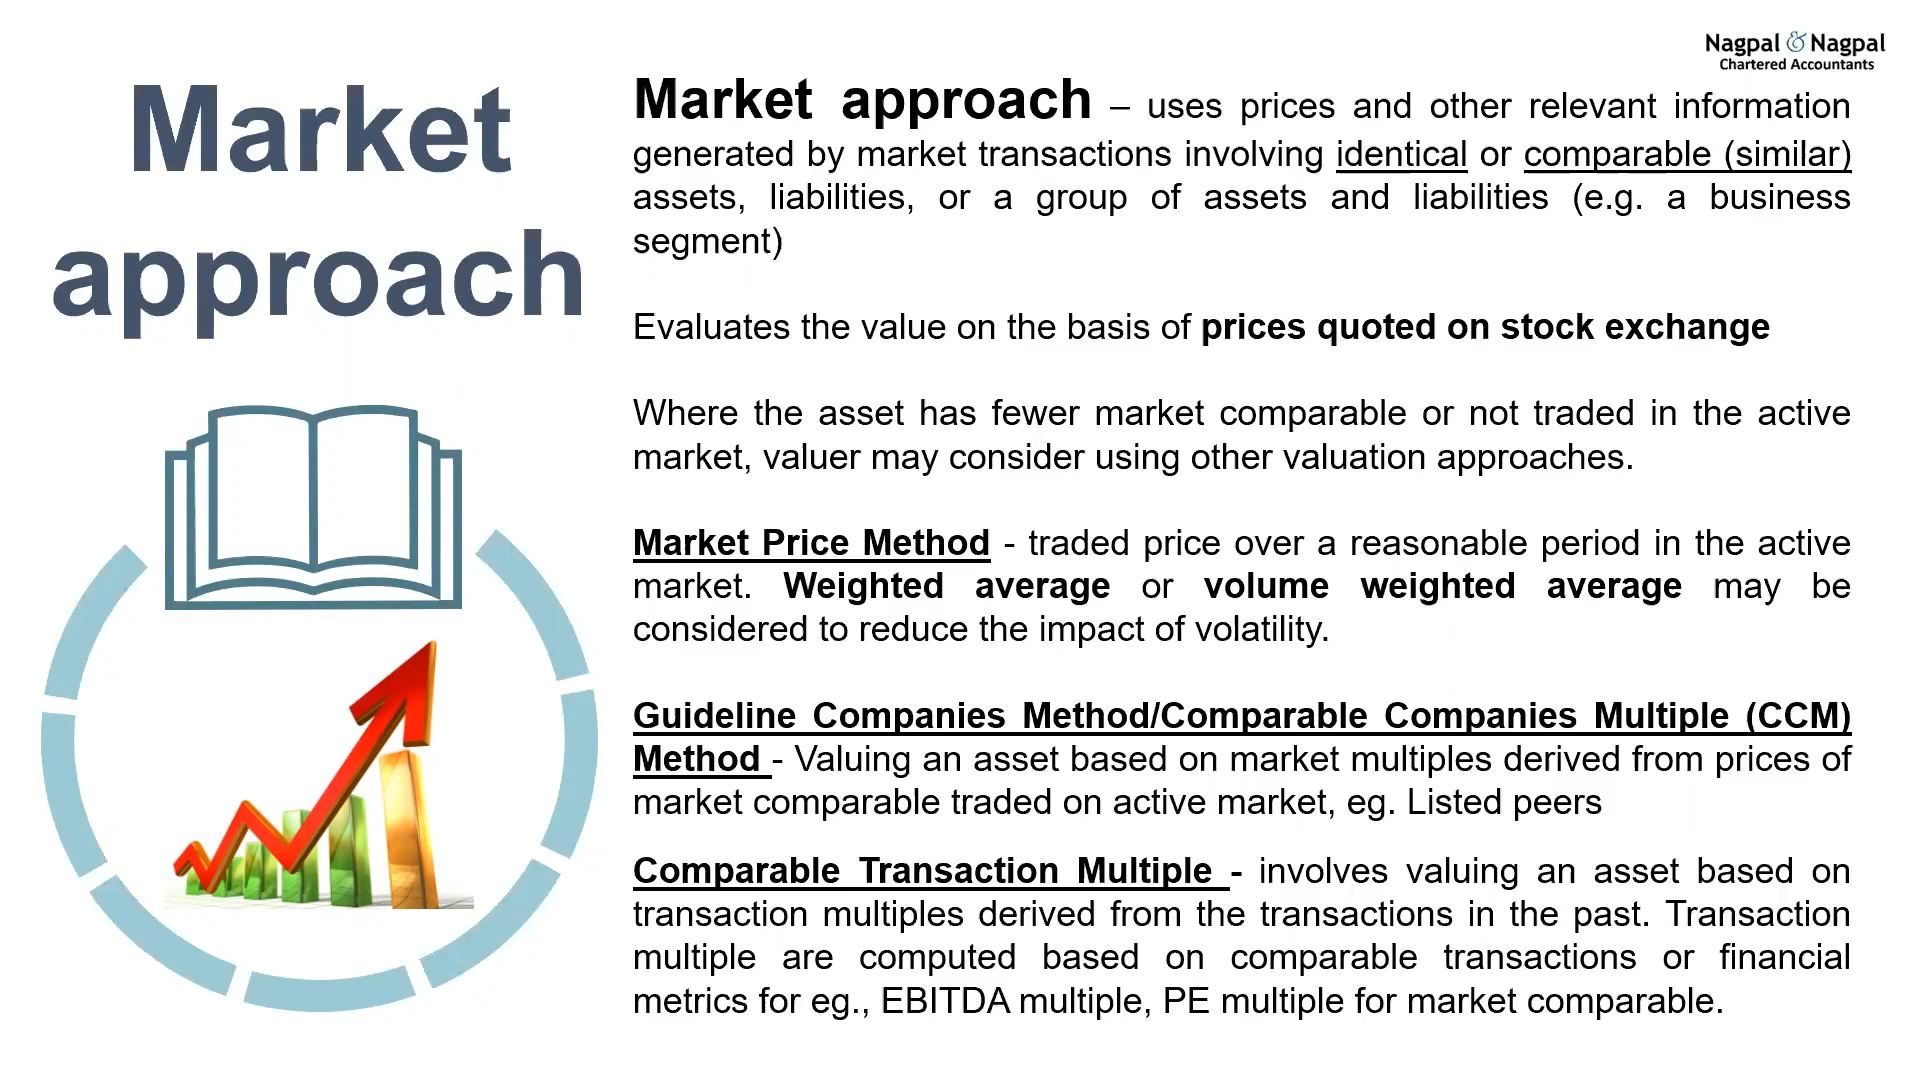 Nagpal & Nagpal
Chartered Accountants
Market
approach
Market approach – uses prices and other relevant information
generated by market transactions involving identical or comparable (similar)
assets, liabilities, or a group of assets and liabilities (e.g. a business
segment)
Evaluates the value on the basis of prices quoted on stock exchange
Where the asset has fewer market comparable or not traded in the active
market, valuer may consider using other valuation approaches.
Market Price Method - traded price over a reasonable period in the active
market. Weighted average or volume weighted average may be
considered to reduce the impact of volatility.
Guideline Companies Method/Comparable Companies Multiple (CCM)
Method - Valuing an asset based on market multiples derived from prices of
market comparable traded on active market, eg. Listed peers
Comparable Transaction Multiple - involves valuing an asset based on
transaction multiples derived from the transactions in the past. Transaction
multiple are computed based on comparable transactions or financial
metrics for eg., EBITDA multiple, PE multiple for market comparable.